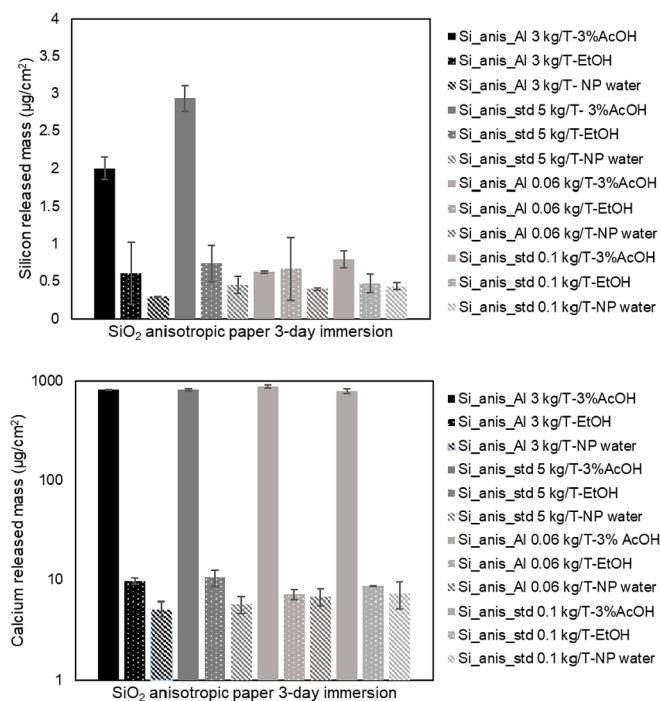 4
3.5
3
2.5
2
1.5
1
0.5
0
Silicon released mass (µg/cm²)
SiO₂ anisotropic paper 3-day immersion
Si_anis_Al 3 kg/T-3%AcOH
Si_anis_Al 3 kg/T-EtOH
Si_anis_Al 3 kg/T- NP water
Si_anis_std 5 kg/T- 3%AcOH
Si_anis_std 5 kg/T-EtOH
Si_anis_std 5 kg/T-NP water
Si_anis_Al 0.06 kg/T-3%AcOH
Si_anis_Al 0.06 kg/T-EtOH
Si_anis_Al 0.06 kg/T-NP water
Si_anis_std 0.1 kg/T-3%AcOH
Si_anis_std 0.1 kg/T-EtOH
Si_anis_std 0.1 kg/T-NP water
1000
100
10
1
Calcium released mass (µg/cm²)
SiO₂ anisotropic paper 3-day immersion
Si_anis_Al 3 kg/T-3%AcOH
Si_anis_Al 3 kg/T-EtOH
Si_anis_Al 3 kg/T-NP water
Si_anis_std 5 kg/T-3%AcOH
Si_anis_std 5 kg/T-EtOH
Si_anis_std 5 kg/T-NP water
Si_anis_Al 0.06 kg/T-3% AcOH
Si_anis_Al 0.06 kg/T-EtOH
Si_anis_Al 0.06 kg/T-NP water
Si_anis_std 0.1 kg/T-3%AcOH
Si_anis_std 0.1 kg/T-EtOH
Si_anis_std 0.1 kg/T-NP water